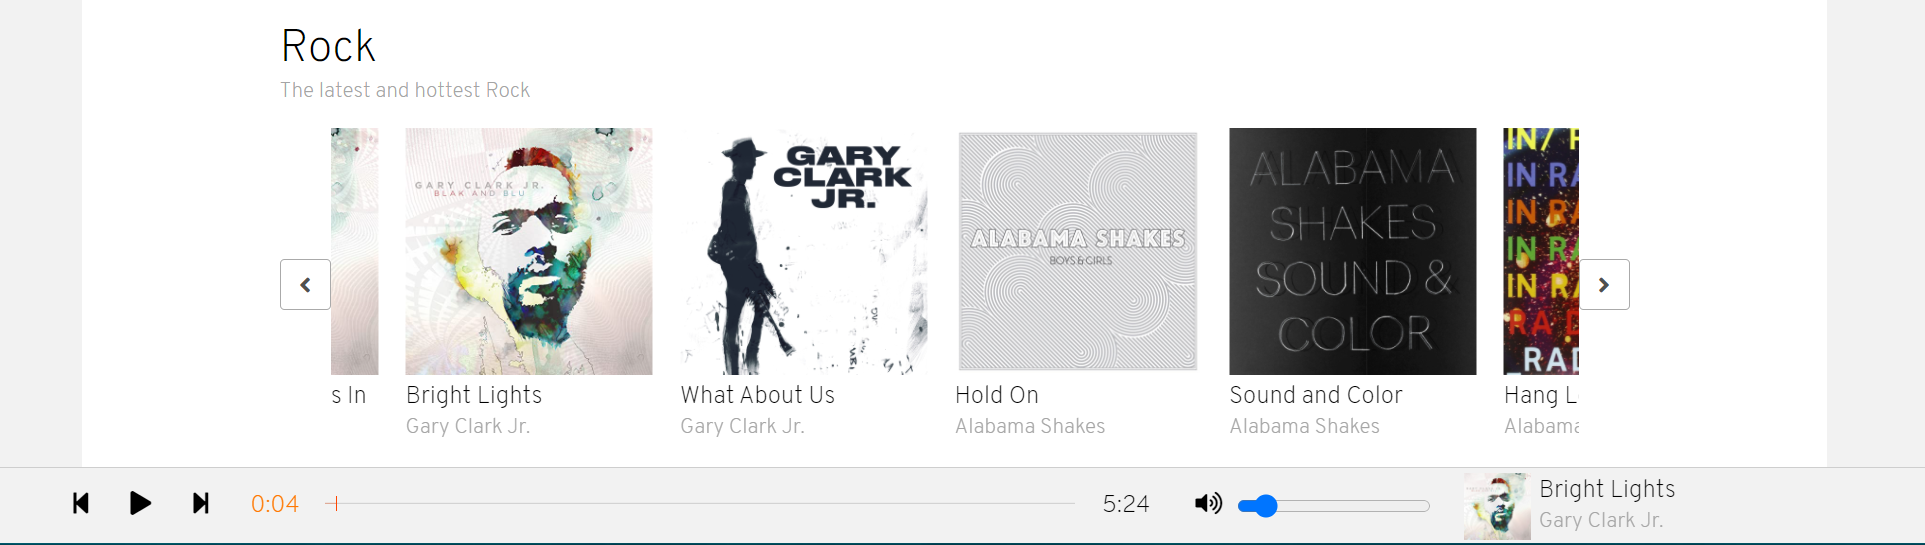 Rock
The latest and hottest Rock
GARY CLARK JR.
BLAK AND BLU
GARY
CLARK
JR.
ALABAMA SHAKES
BOYS & GIRLS
ALABAMA
SHAKES
SOUND &
COLOR
IN/ F
IN RA
IN RA
IN RA
IN RA
RA D
_RAD
s In
Bright Lights
Gary Clark Jr.
What About Us
Gary Clark Jr.
Hold On
Alabama Shakes
Sound and Color
Alabama Shakes
Hang L
Alabama
0:04
5:24
Bright Lights
Gary Clark Jr.